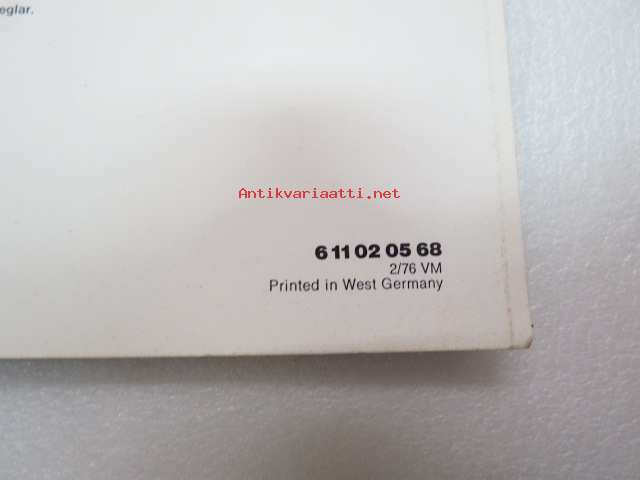 eglar.
Antikvariaatti.net
6 11 02 05 68
2/76 VM
Printed in West Germany